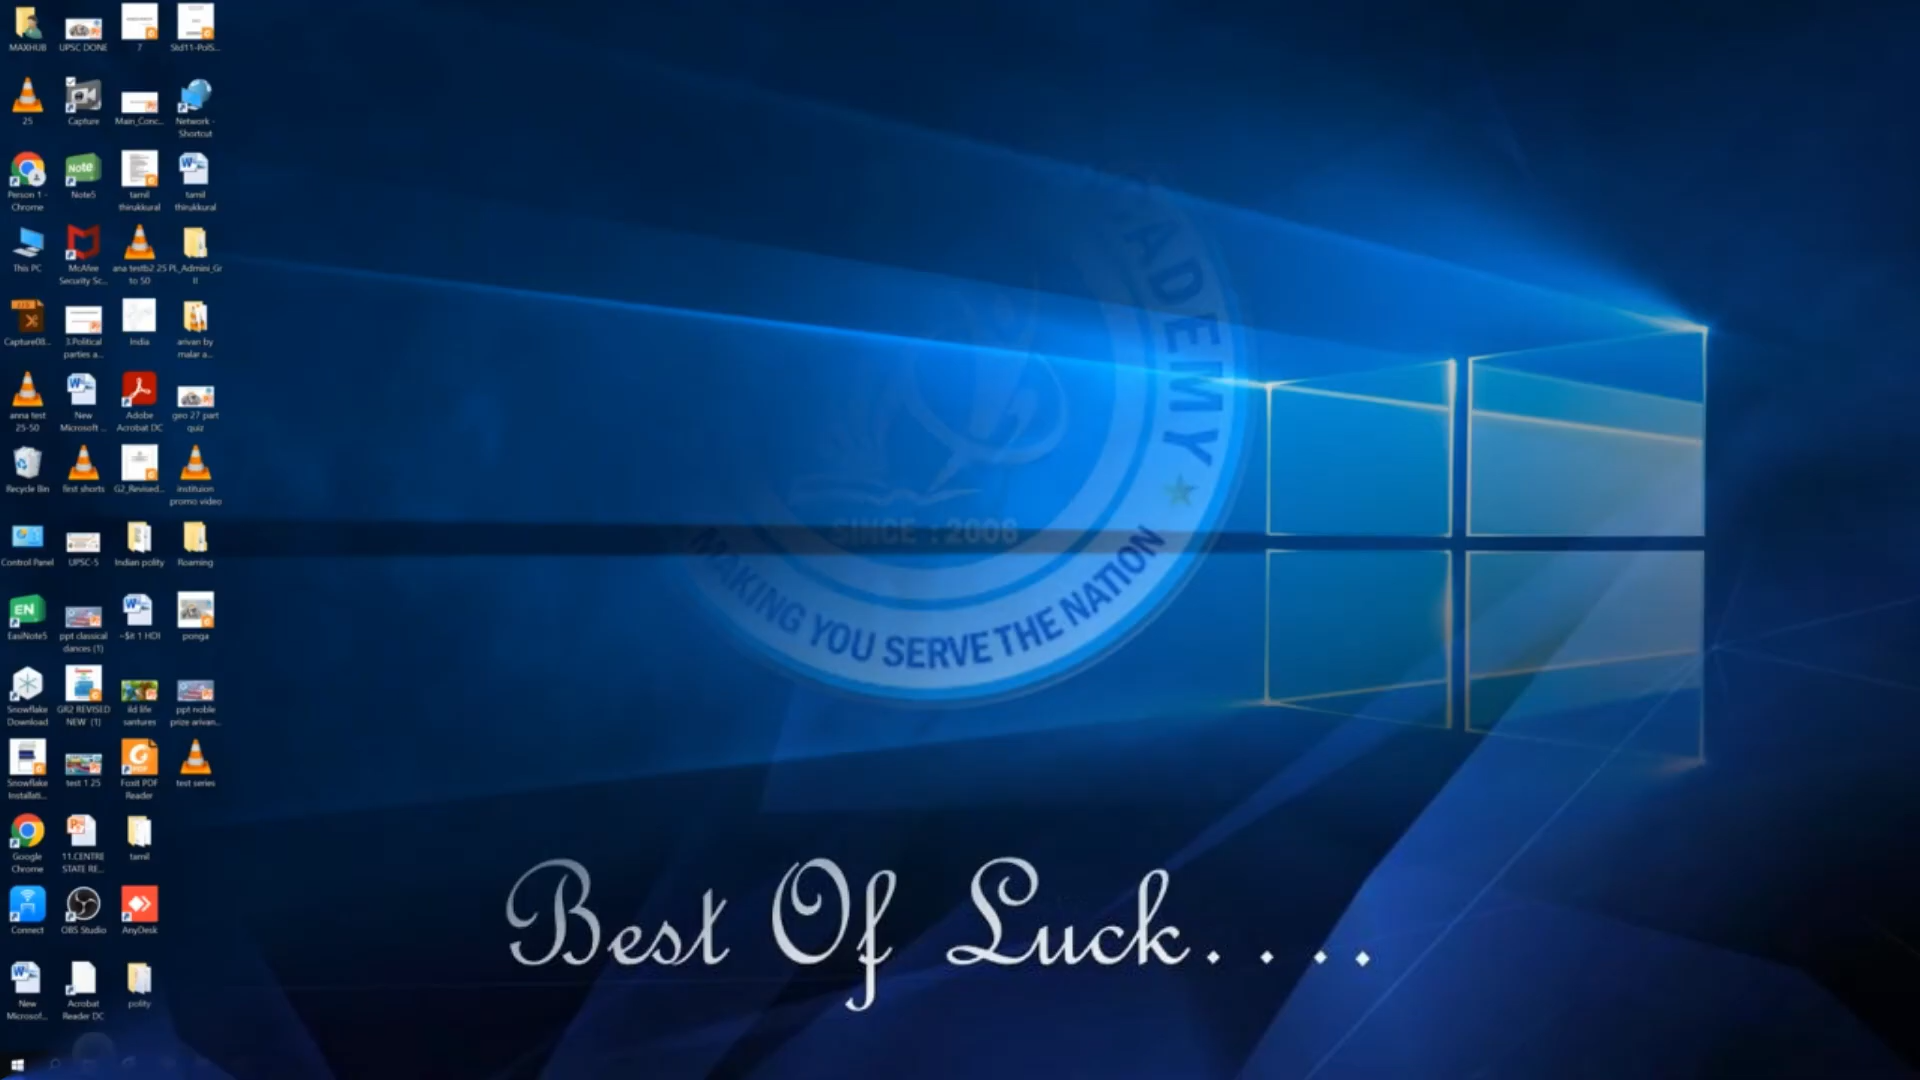 MAXHUB
UPSC DONE
7
Std11-PolS...
25
Capture
Main_Conc...
Network -
Shortcut
Person 1 -
Chrome
Note5
tamil
thirukkural
tamil
thirukkural
This PC
McAfee
Security Sc...
ana testb2 25
to 50
PL_Admini_Gr
II
Capture08...
3.Political
parties a...
India
arivan by
malar a...
anna test
25-50
New
Microsoft ...
Adobe
Acrobat DC
geo 27 part
quiz
Recycle Bin
first shorts
G2_Revised...
instituion
promo video
Control Panel
UPSC-5
Indian polity
Roaming
EasiNote5
ppt classical
dances (1)
~$it 1 HDI
ponga
Snowflake
Download
GR2 REVISED
NEW (1)
ild life
santures
ppt noble
prize arivan...
Snowflake
Installati...
test 1 25
Foxit PDF
Reader
test series
Google
Chrome
11.CENTRE
STATE RE...
tamil
Connect
OBS Studio
AnyDesk
New
Microsof...
Acrobat
Reader DC
polity
ADEMY
SINCE : 2006
MAKING YOU SERVE THE NATION
Best Of Luck....